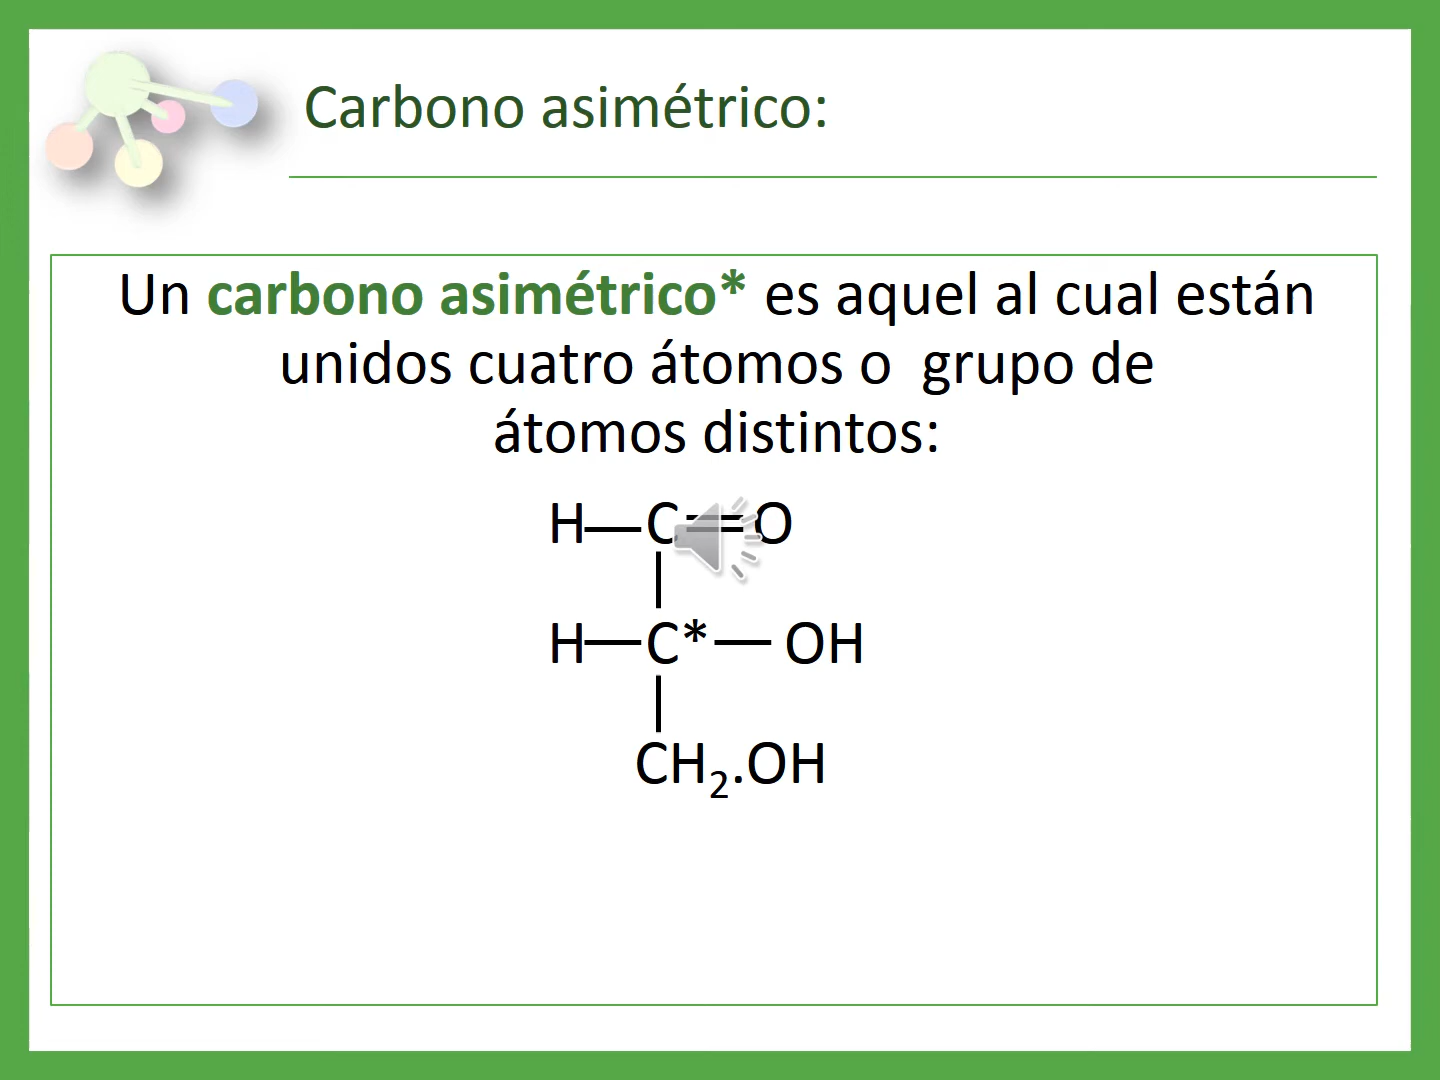 Carbono asimétrico:
Un carbono asimétrico* es aquel al cual están
unidos cuatro átomos o  grupo de
átomos distintos:
H—C==O
H—C*— OH
CH₂.OH